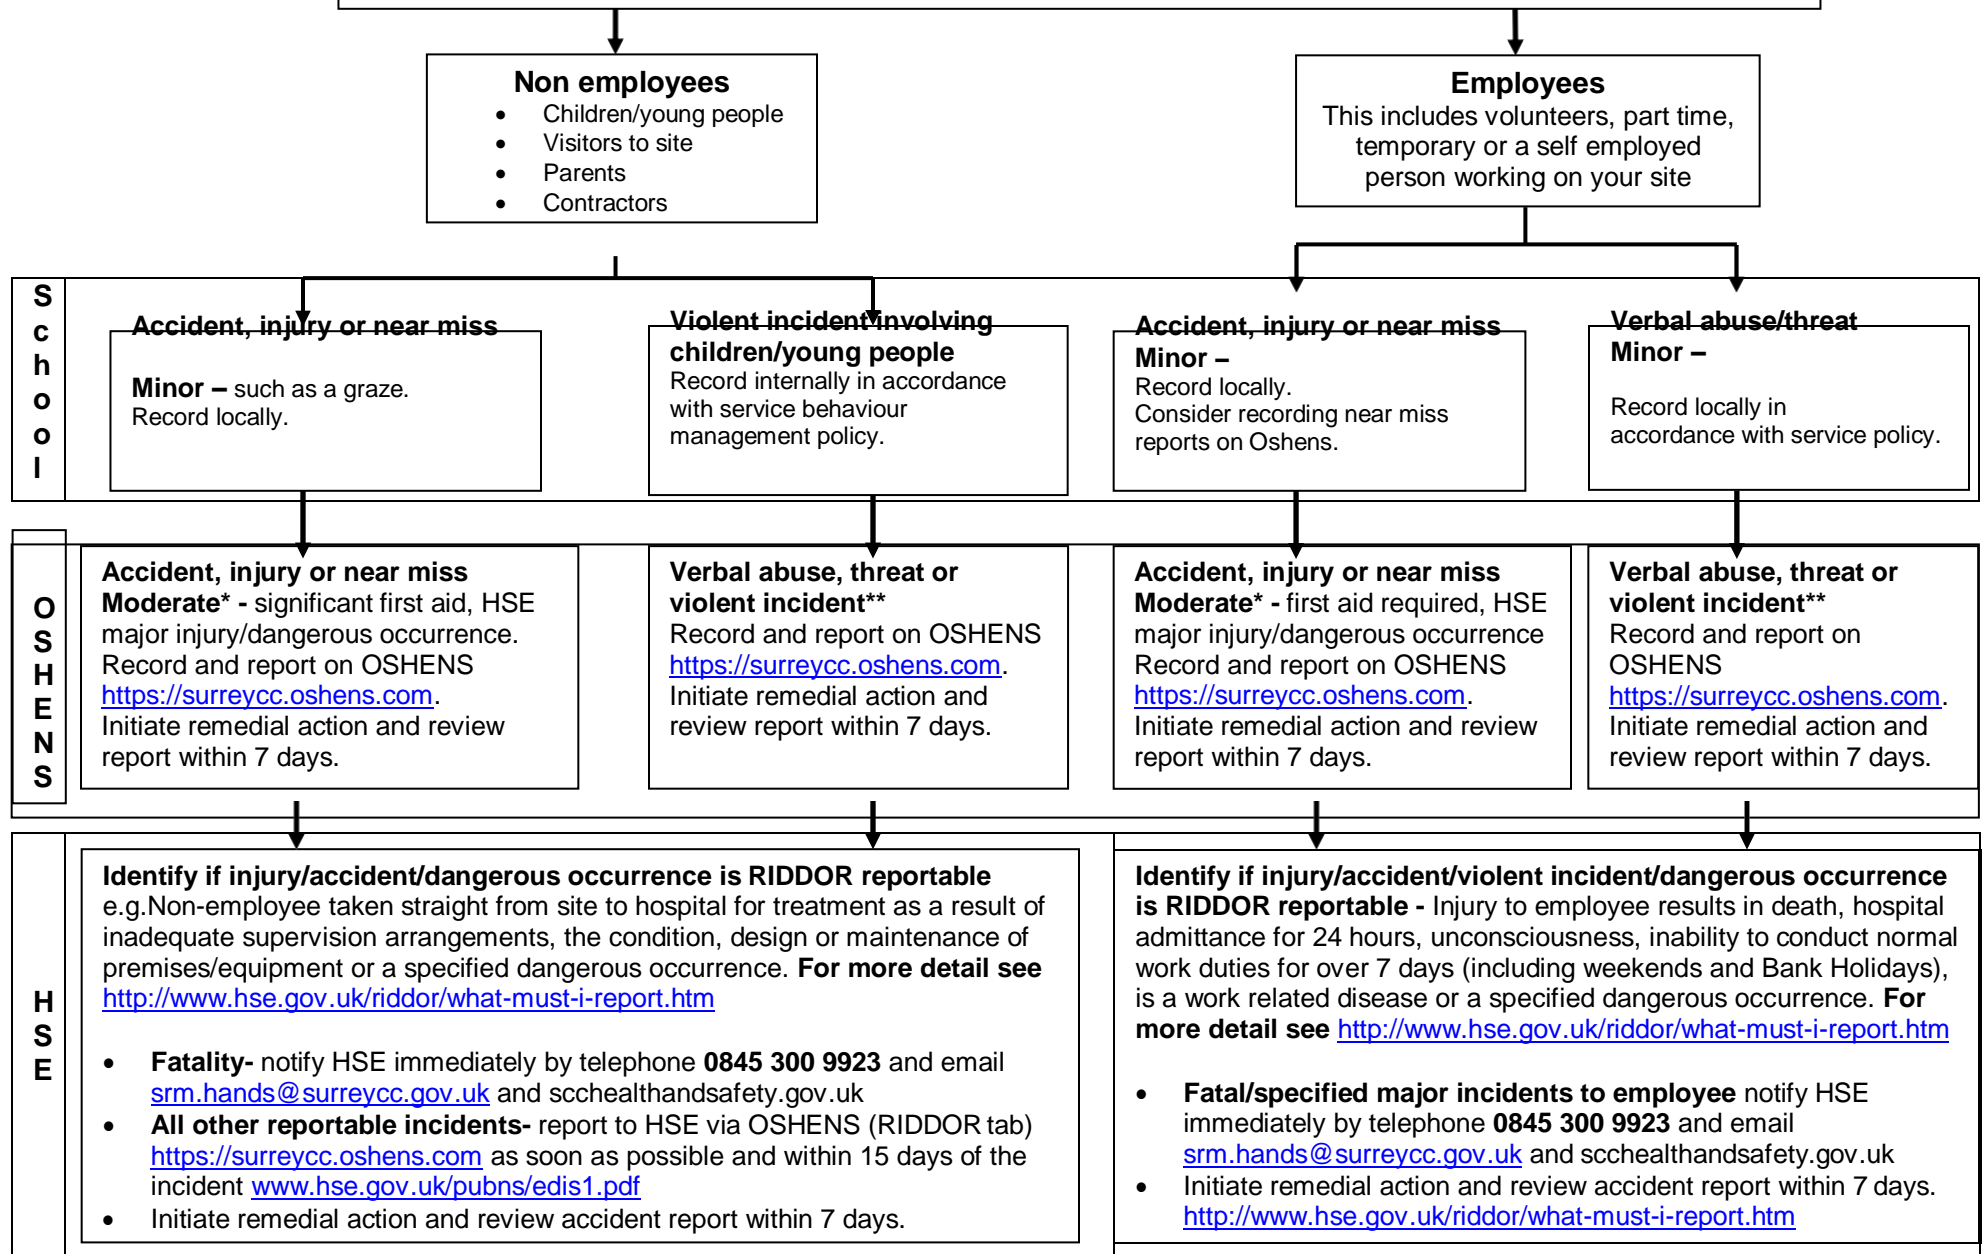 Non employees
• Children/young people
• Visitors to site
• Parents
• Contractors
Employees
This includes volunteers, part time,
temporary or a self employed
person working on your site
S
c
h
o
o
l
Accident, injury or near miss
Minor – such as a graze.
Record locally.
Violent incident involving
children/young people
Record internally in accordance
with service behaviour
management policy.
Accident, injury or near miss
Minor –
Record locally.
Consider recording near miss
reports on Oshens.
Verbal abuse/threat
Minor –
Record locally in
accordance with service policy.
O
S
H
E
N
S
Accident, injury or near miss
Moderate* - significant first aid, HSE
major injury/dangerous occurrence.
Record and report on OSHENS
https://surreycc.oshens.com.
Initiate remedial action and review
report within 7 days.
Verbal abuse, threat or
violent incident**
Record and report on OSHENS
https://surreycc.oshens.com.
Initiate remedial action and
review report within 7 days.
Accident, injury or near miss
Moderate* - first aid required, HSE
major injury/dangerous occurrence
Record and report on OSHENS
https://surreycc.oshens.com.
Initiate remedial action and review
report within 7 days.
Verbal abuse, threat or
violent incident**
Record and report on
OSHENS
https://surreycc.oshens.com.
Initiate remedial action and
review report within 7 days.
H
S
E
Identify if injury/accident/dangerous occurrence is RIDDOR reportable
e.g.Non-employee taken straight from site to hospital for treatment as a result of
inadequate supervision arrangements, the condition, design or maintenance of
premises/equipment or a specified dangerous occurrence. For more detail see
http://www.hse.gov.uk/riddor/what-must-i-report.htm
• Fatality- notify HSE immediately by telephone 0845 300 9923 and email
srm.hands@surreycc.gov.uk and scchealthandsafety.gov.uk
• All other reportable incidents- report to HSE via OSHENS (RIDDOR tab)
https://surreycc.oshens.com as soon as possible and within 15 days of the
incident www.hse.gov.uk/pubns/edis1.pdf
• Initiate remedial action and review accident report within 7 days.
Identify if injury/accident/violent incident/dangerous occurrence
is RIDDOR reportable - Injury to employee results in death, hospital
admittance for 24 hours, unconsciousness, inability to conduct normal
work duties for over 7 days (including weekends and Bank Holidays),
is a work related disease or a specified dangerous occurrence. For
more detail see http://www.hse.gov.uk/riddor/what-must-i-report.htm
• Fatal/specified major incidents to employee notify HSE
immediately by telephone 0845 300 9923 and email
srm.hands@surreycc.gov.uk and scchealthandsafety.gov.uk
• Initiate remedial action and review accident report within 7 days.
http://www.hse.gov.uk/riddor/what-must-i-report.htm